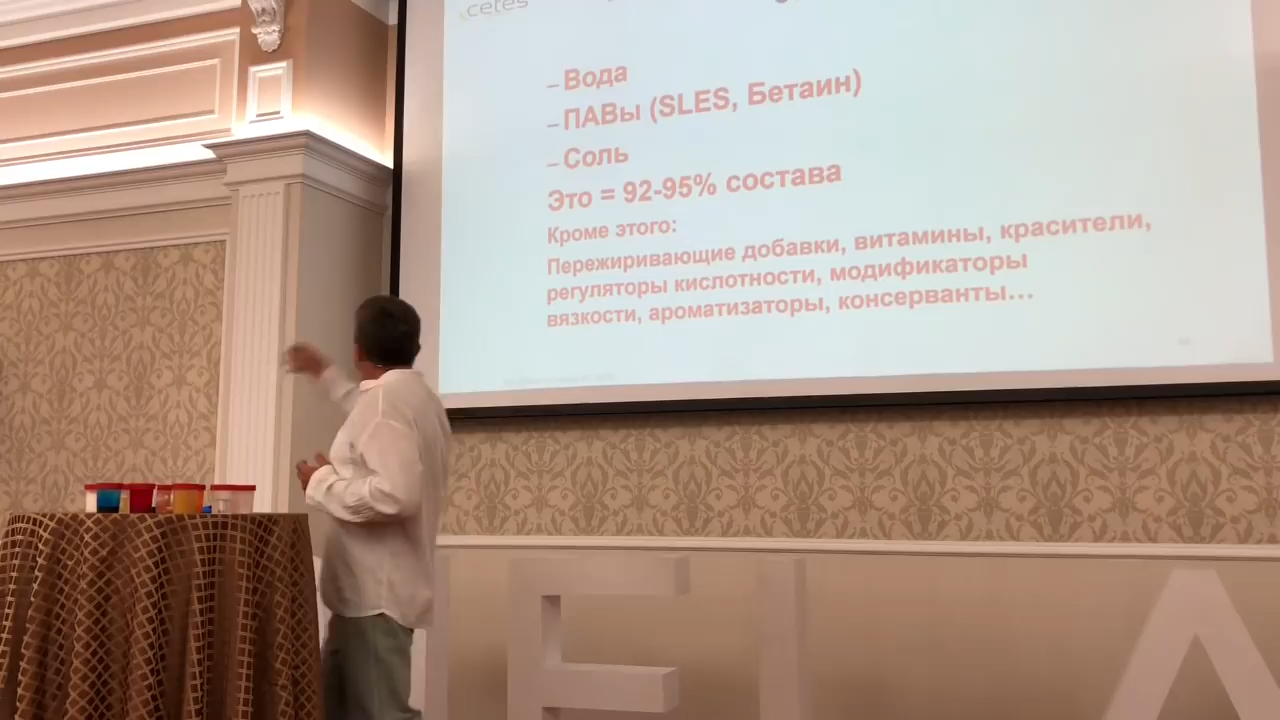 cetes
– Вода
– ПАВы (SLES, Бетаин)
– Соль
Это = 92-95% состава
Кроме этого:
Пережиривающие добавки, витамины, красители,
регуляторы кислотности, модификаторы
вязкости, ароматизаторы, консерванты...